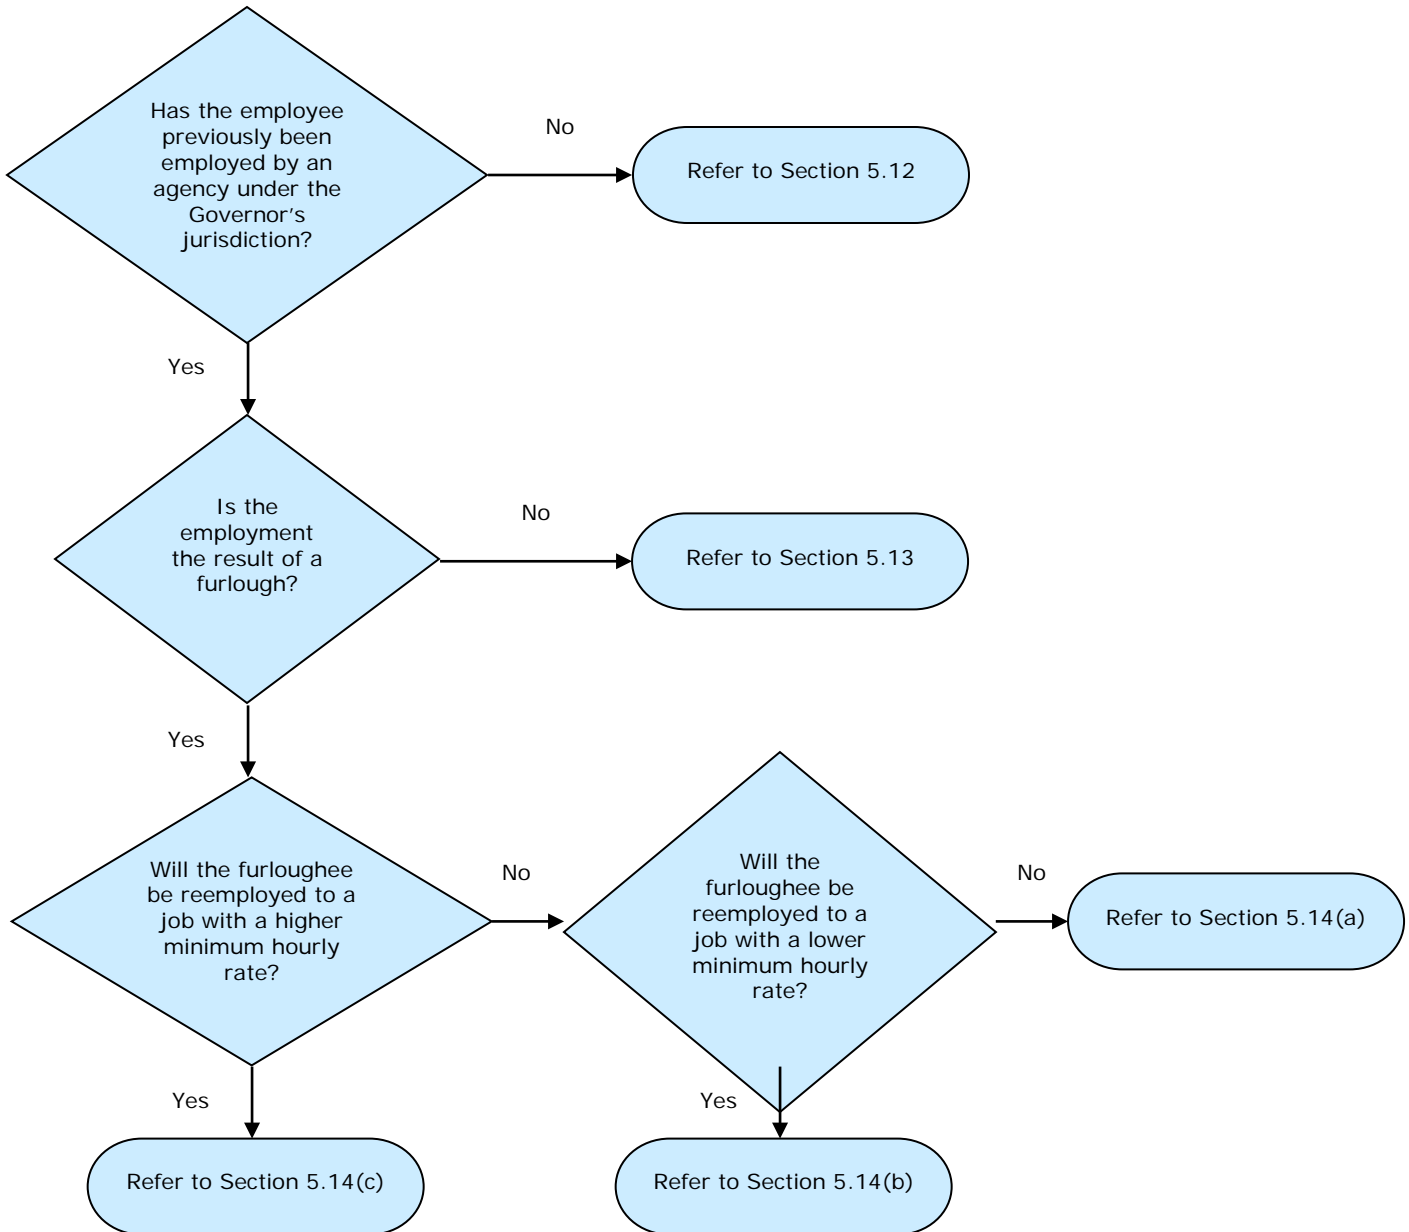 Has the employee
previously been
employed by an
agency under the
Governor's
jurisdiction?
No
Refer to Section 5.12
Yes
Is the
employment
the result of a
furlough?
No
Refer to Section 5.13
Yes
Will the furloughee
be reemployed to a
job with a higher
minimum hourly
rate?
No
Will the
furloughee be
reemployed to a
job with a lower
minimum hourly
rate?
No
Refer to Section 5.14(a)
Yes
Refer to Section 5.14(c)
Yes
Refer to Section 5.14(b)